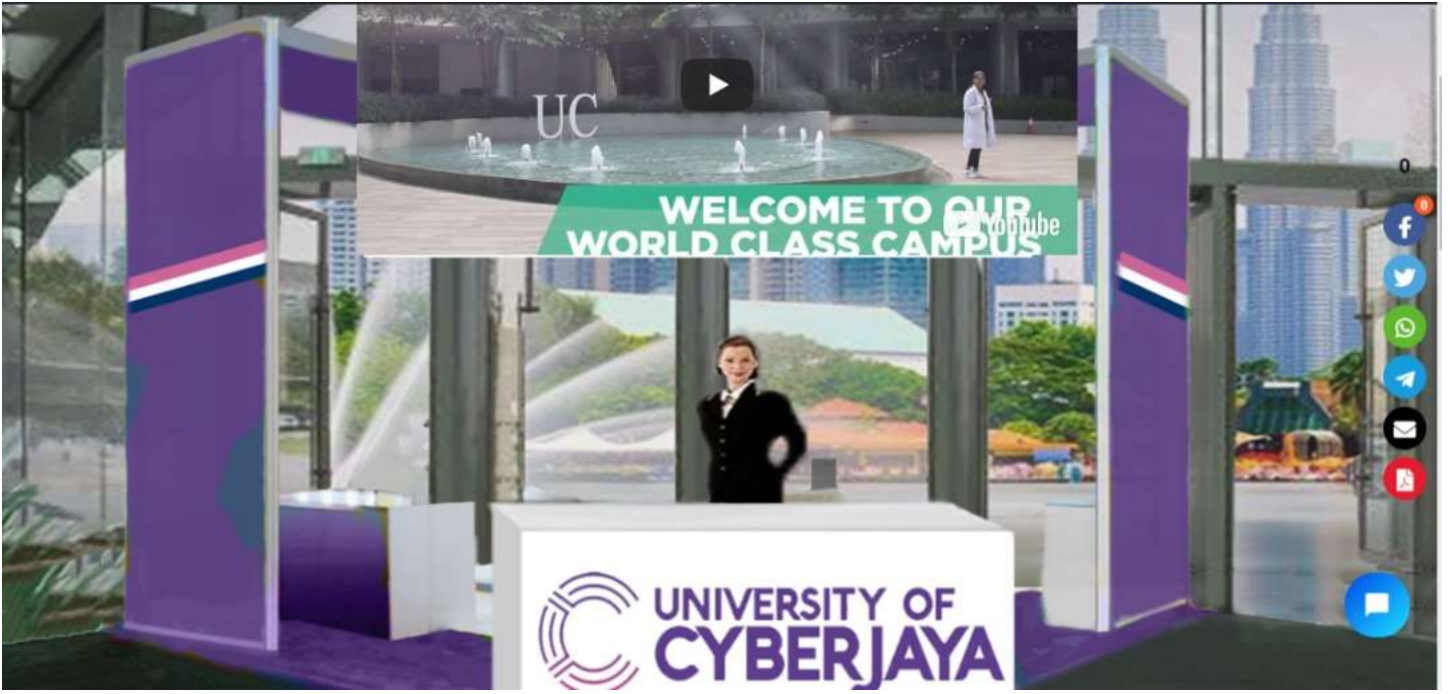 UC
WELCOME TO OUR
WORLD CLASS CAMPUS
YouTube
0
0
f
UNIVERSITY OF
CYBERJAYA